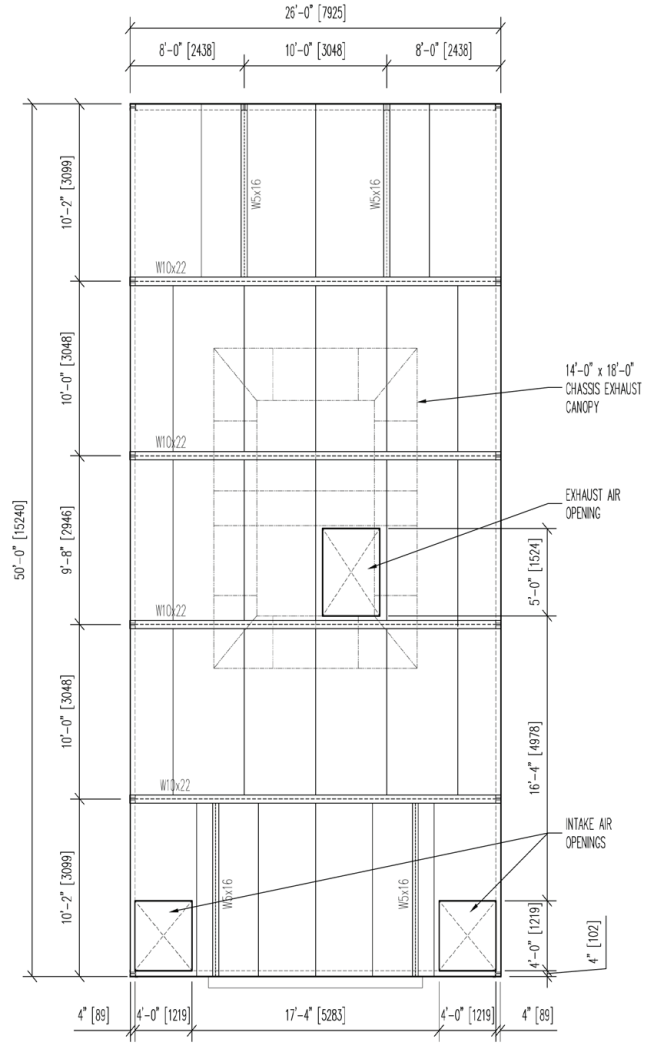 26'-0" [7925]
8'-0" [2438]
10'-0" [3048]
8'-0" [2438]
10'-2" [3099]
W5x16
W5x16
W10x22
10'-0" [3048]
14'-0" x 18'-0"
CHASSIS EXHAUST
CANOPY
W10x22
EXHAUST AIR
OPENING
50'-0" [15240]
9'-8" [2946]
5'-0" [1524]
W10x22
10'-0" [3048]
16'-4" [4978]
W10x22
INTAKE AIR
OPENINGS
10'-2" [3099]
W5x16
W5x16
4'-0" [1219]
4" [102]
4" [89]
4'-0" [1219]
17'-4" [5283]
4'-0" [1219]
4" [89]